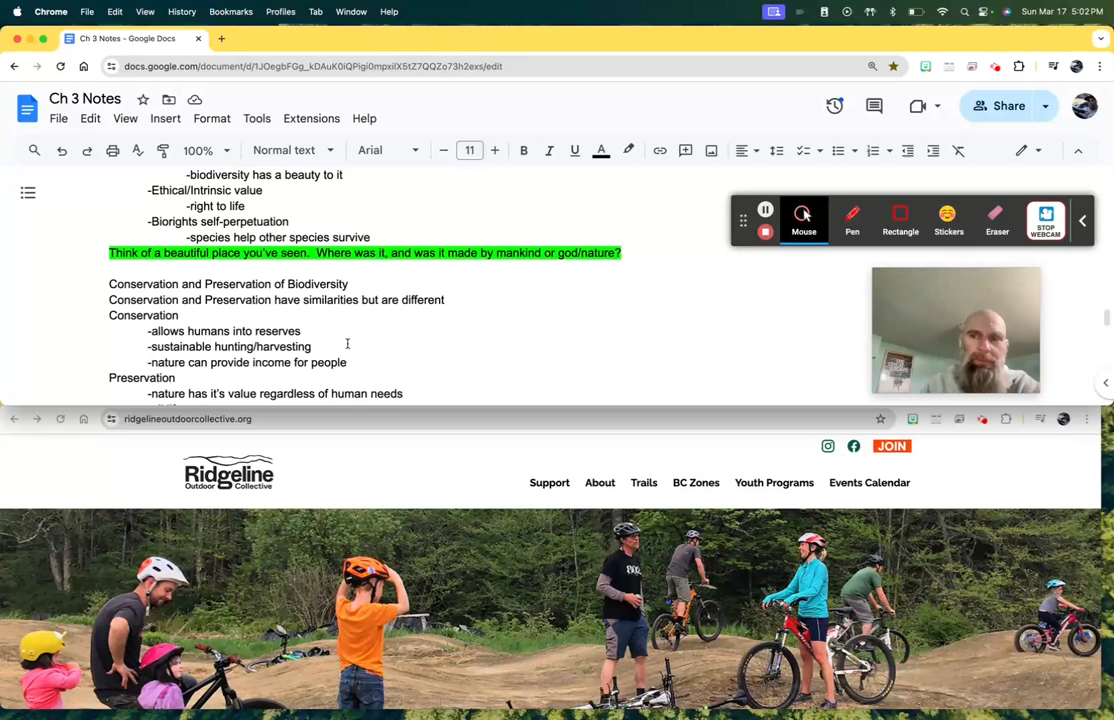 Chrome File Edit View History Bookmarks Profiles Tab Window Help Sun Mar 17 5:02 PM
Ch 3 Notes - Google Docs
docs.google.com/document/d/1JOegbFGg_kDAuK0iQPigi0mpxilX5tZ7QQZo73h2exs/edit
Ch 3 Notes
Share
File Edit View Insert Format Tools Extensions Help
100% Normal text Arial 11
-biodiversity has a beauty to it
-Ethical/Intrinsic value
-right to life
-Biorights self-perpetuation
-species help other species survive
Think of a beautiful place you've seen. Where was it, and was it made by mankind or god/nature?
Mouse Pen Rectangle Stickers Eraser STOP WEBCAM
Conservation and Preservation of Biodiversity
Conservation and Preservation have similarities but are different
Conservation
-allows humans into reserves
-sustainable hunting/harvesting
-nature can provide income for people
Preservation
-nature has it's value regardless of human needs
ridgelineoutdoorcollective.org
JOIN
Ridgeline
OUTDOOR COLLECTIVE
Support About Trails BC Zones Youth Programs Events Calendar